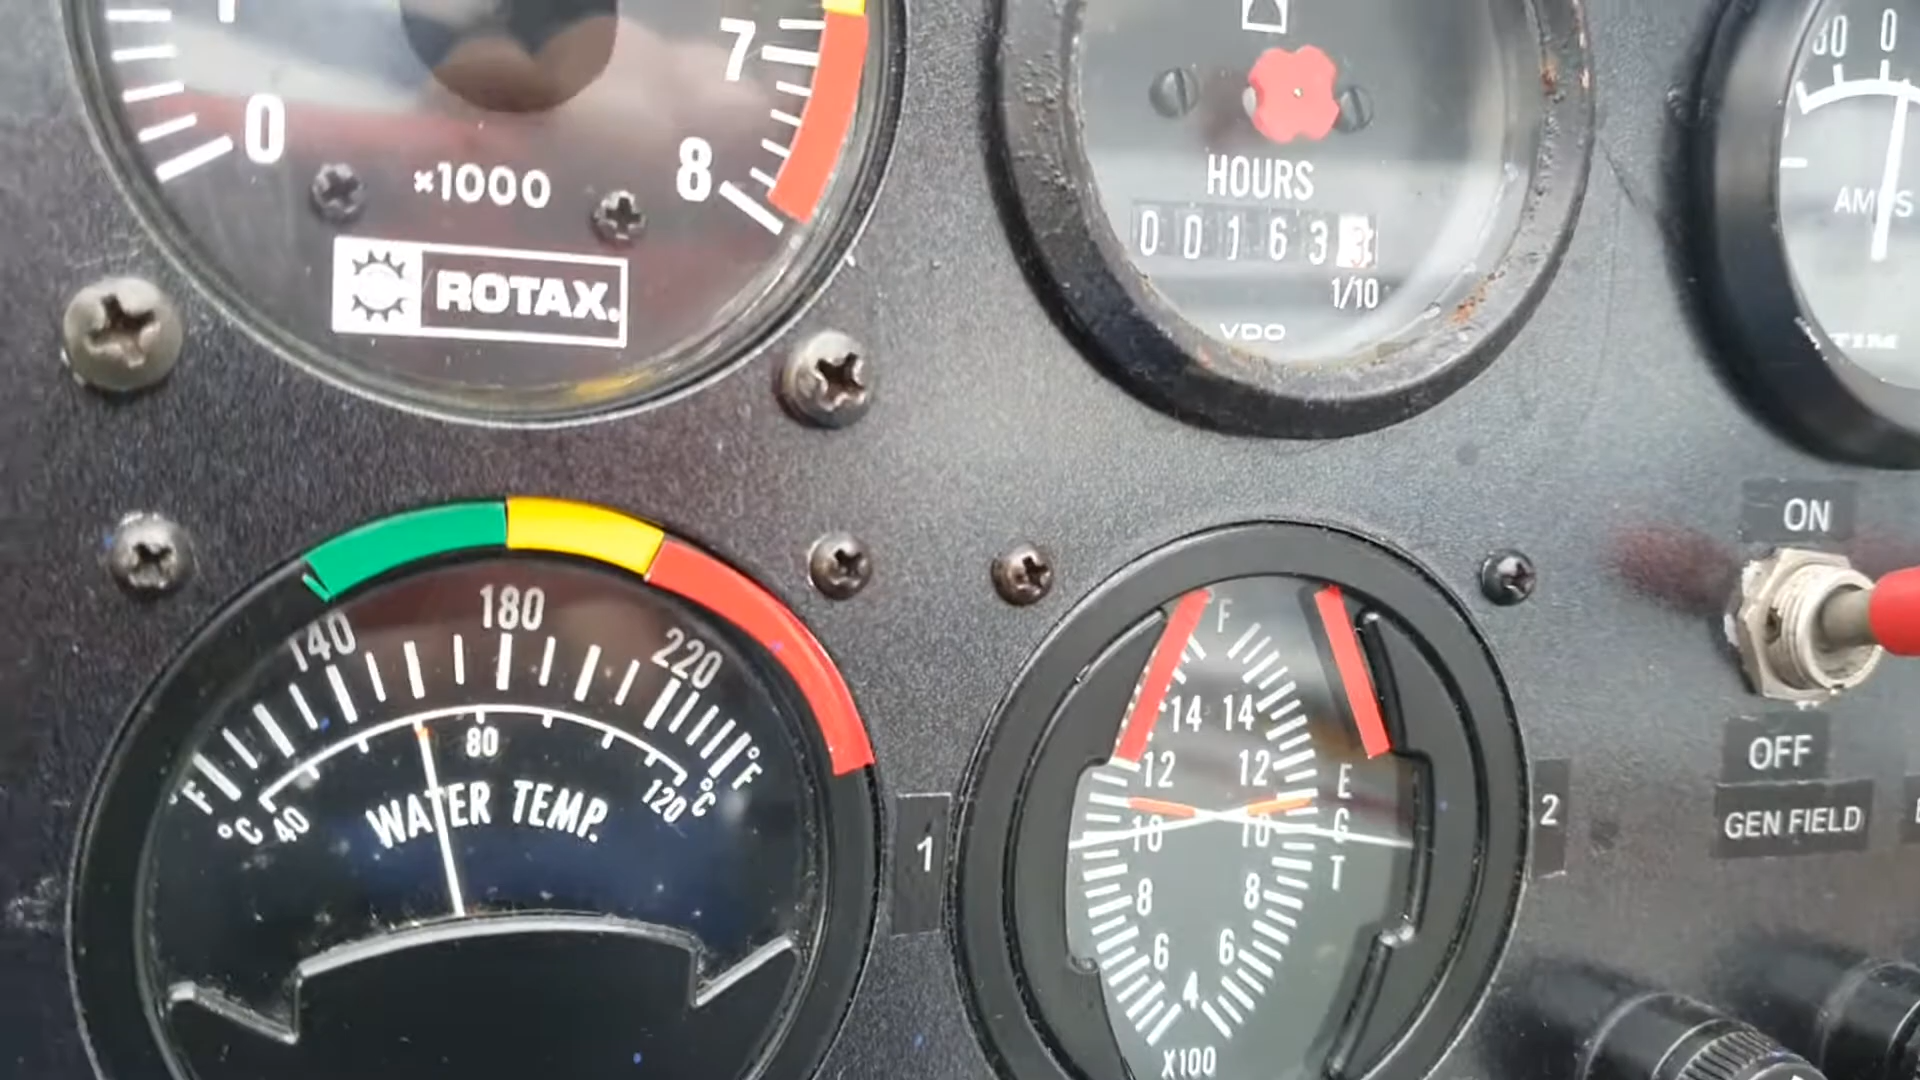 7
0
8
×1000
ROTAX.
HOURS
0 0 1 6 3 3
1/10
VDO
30 0
AMPS
ON
OFF
GEN FIELD
140 180 220
°F °F
80
°C 40 120 °C
WATER TEMP.
1
2
F
14 14
12 12
10 10
8 8
6 6
4
X100
E
G
T